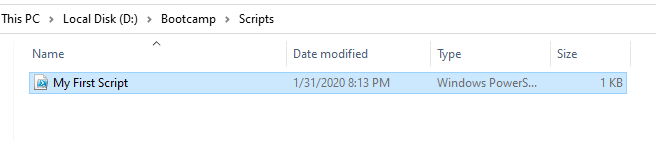 This PC > Local Disk (D:) > Bootcamp > Scripts
Name Date modified Type Size
My First Script 1/31/2020 8:13 PM Windows PowerS... 1 KB